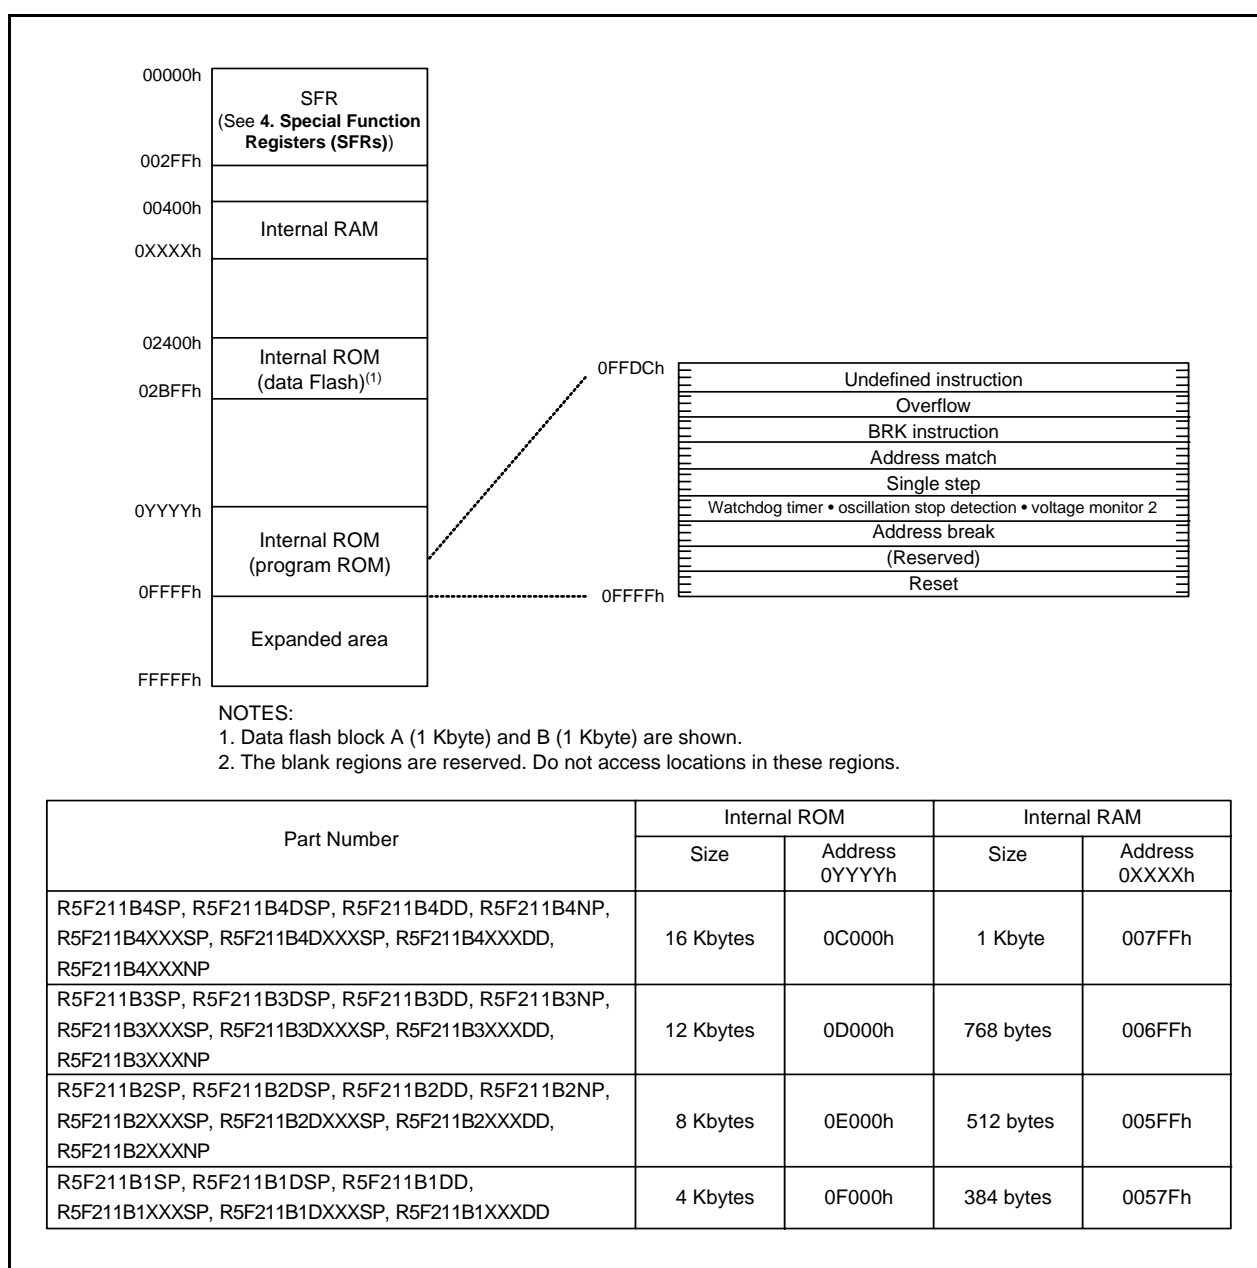 00000h
SFR
(See 4. Special Function
Registers (SFRs))
002FFh
00400h
Internal RAM
0XXXXh
02400h
Internal ROM
(data Flash)(1)
02BFFh
0YYYYh
Internal ROM
(program ROM)
0FFFFh
Expanded area
FFFFFh
0FFDCh
Undefined instruction
Overflow
BRK instruction
Address match
Single step
Watchdog timer • oscillation stop detection • voltage monitor 2
Address break
(Reserved)
Reset
0FFFFh
NOTES:
1. Data flash block A (1 Kbyte) and B (1 Kbyte) are shown.
2. The blank regions are reserved. Do not access locations in these regions.
Part Number
Internal ROM
Internal RAM
Size
Address
0YYYYh
Size
Address
0XXXXh
R5F211B4SP, R5F211B4DSP, R5F211B4DD, R5F211B4NP,
R5F211B4XXXSP, R5F211B4DXXXSP, R5F211B4XXXDD,
R5F211B4XXXNP
16 Kbytes
0C000h
1 Kbyte
007FFh
R5F211B3SP, R5F211B3DSP, R5F211B3DD, R5F211B3NP,
R5F211B3XXXSP, R5F211B3DXXXSP, R5F211B3XXXDD,
R5F211B3XXXNP
12 Kbytes
0D000h
768 bytes
006FFh
R5F211B2SP, R5F211B2DSP, R5F211B2DD, R5F211B2NP,
R5F211B2XXXSP, R5F211B2DXXXSP, R5F211B2XXXDD,
R5F211B2XXXNP
8 Kbytes
0E000h
512 bytes
005FFh
R5F211B1SP, R5F211B1DSP, R5F211B1DD,
R5F211B1XXXSP, R5F211B1DXXXSP, R5F211B1XXXDD
4 Kbytes
0F000h
384 bytes
0057Fh